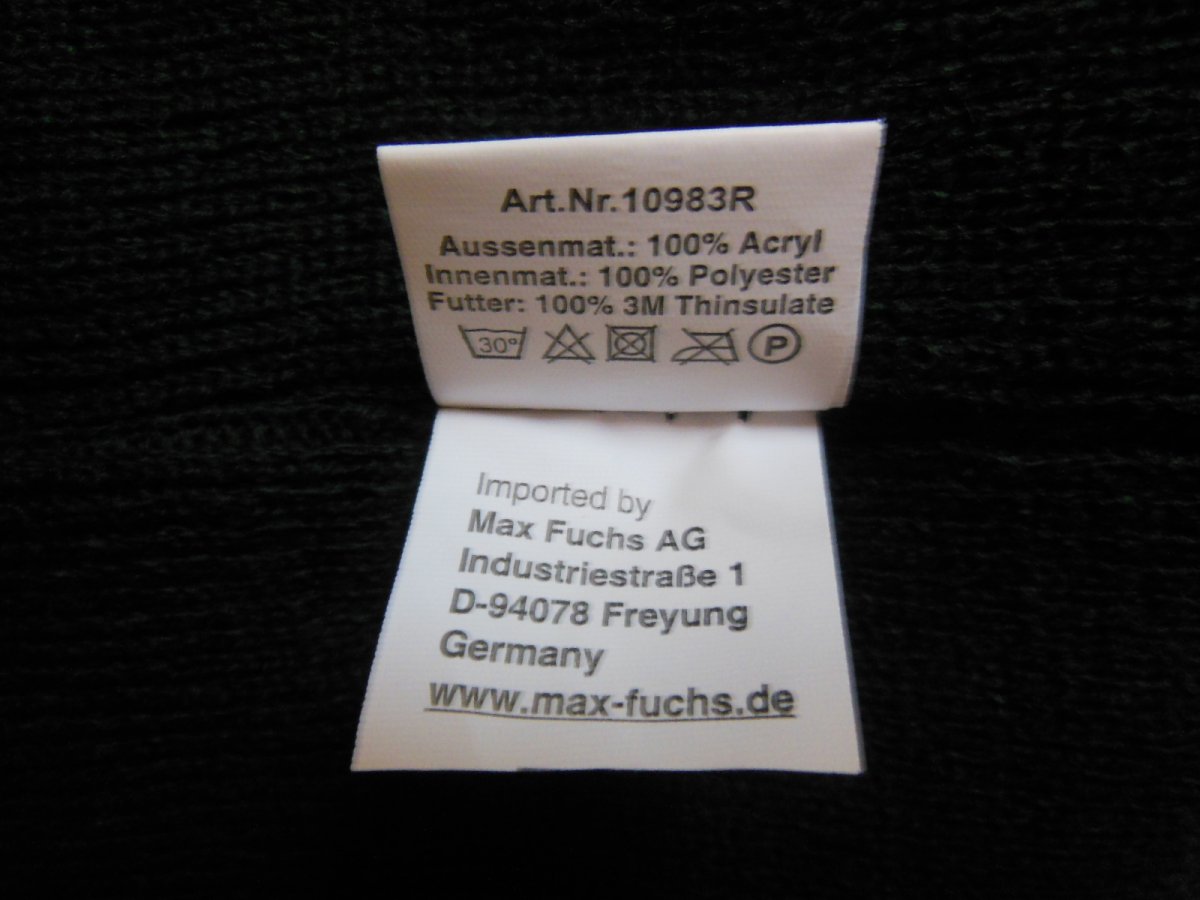 Art.Nr.10983R
Aussenmat.: 100% Acryl
Innenmat.: 100% Polyester
Futter: 100% 3M Thinsulate
30° P
Imported by
Max Fuchs AG
Industriestraße 1
D-94078 Freyung
Germany
www.max-fuchs.de